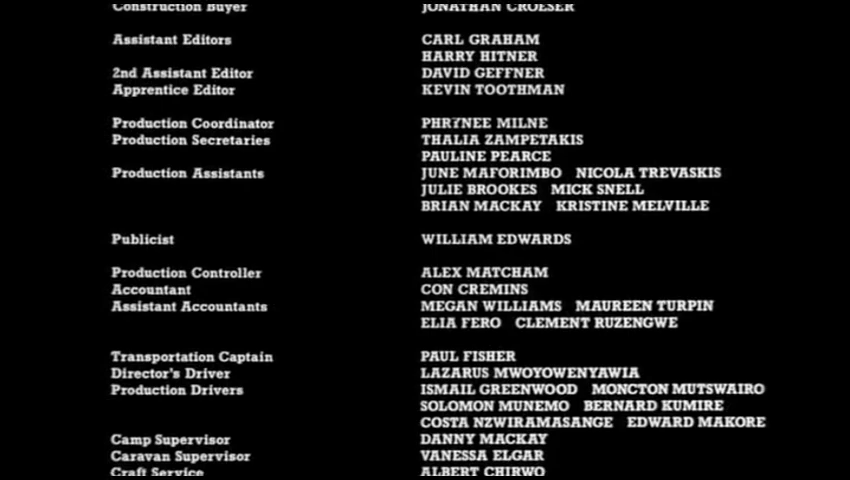 Construction Buyer JONATHAN CROESER
Assistant Editors CARL GRAHAM
HARRY HITNER
2nd Assistant Editor DAVID GEFFNER
Apprentice Editor KEVIN TOOTHMAN
Production Coordinator PHRYNEE MILNE
Production Secretaries THALIA ZAMPETAKIS
PAULINE PEARCE
Production Assistants JUNE MAFORIMBO NICOLA TREVASKIS
JULIE BROOKES MICK SNELL
BRIAN MACKAY KRISTINE MELVILLE
Publicist WILLIAM EDWARDS
Production Controller ALEX MATCHAM
Accountant CON CREMINS
Assistant Accountants MEGAN WILLIAMS MAUREEN TURPIN
ELIA FERO CLEMENT RUZENGWE
Transportation Captain PAUL FISHER
Director's Driver LAZARUS MWOYOWENYAWIA
Production Drivers ISMAIL GREENWOOD MONCTON MUTSWAIRO
SOLOMON MUNEMO BERNARD KUMIRE
COSTA NZWIRAMASANGE EDWARD MAKORE
Camp Supervisor DANNY MACKAY
Caravan Supervisor VANESSA ELGAR
Craft Service ALBERT CHIRWO